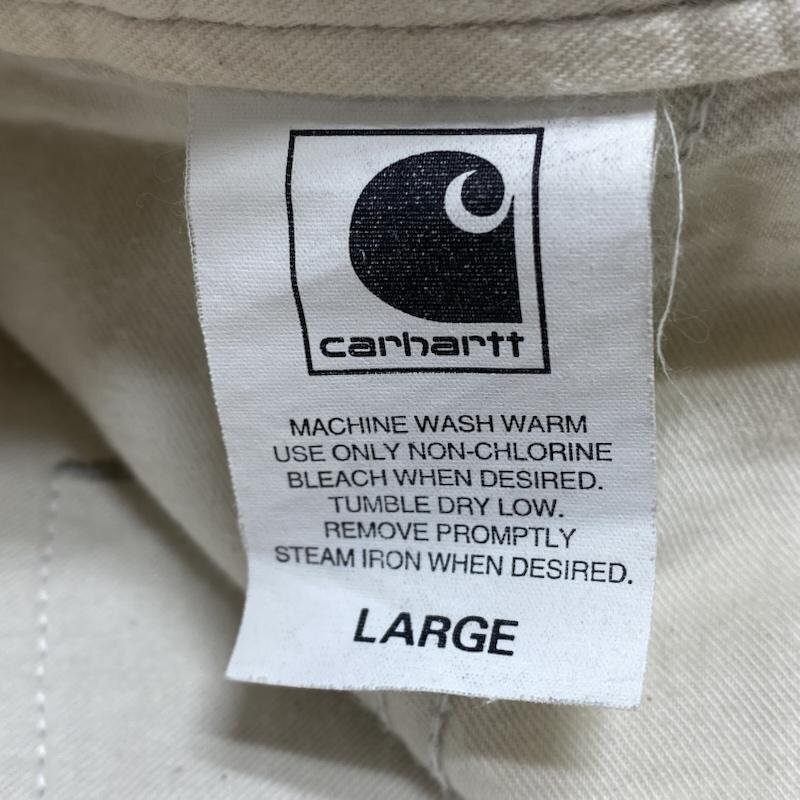 carhartt
MACHINE WASH WARM
USE ONLY NON-CHLORINE
BLEACH WHEN DESIRED.
TUMBLE DRY LOW.
REMOVE PROMPTLY
STEAM IRON WHEN DESIRED.
LARGE